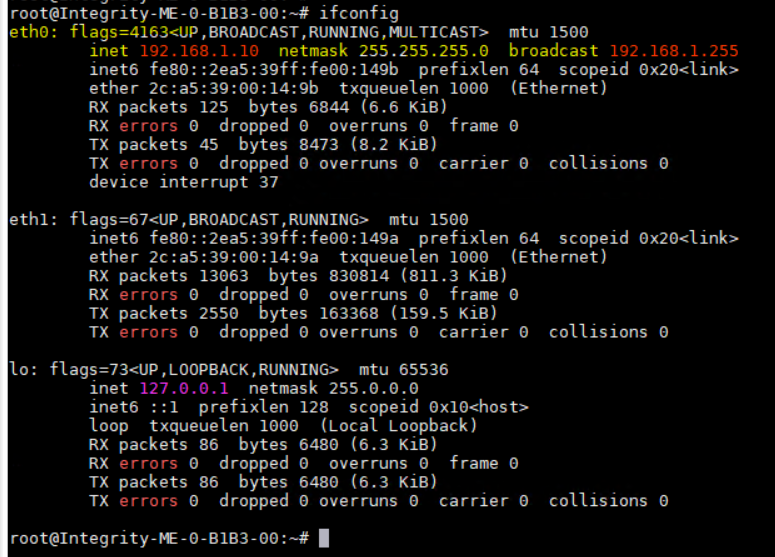 root@Integrity-ME-0-B1B3-00:~# ifconfig
eth0: flags=4163<UP,BROADCAST,RUNNING,MULTICAST>  mtu 1500
        inet 192.168.1.10  netmask 255.255.255.0  broadcast 192.168.1.255
        inet6 fe80::2ea5:39ff:fe00:149b  prefixlen 64  scopeid 0x20<link>
        ether 2c:a5:39:00:14:9b  txqueuelen 1000  (Ethernet)
        RX packets 125  bytes 6844 (6.6 KiB)
        RX errors 0  dropped 0  overruns 0  frame 0
        TX packets 45  bytes 8473 (8.2 KiB)
        TX errors 0  dropped 0 overruns 0  carrier 0  collisions 0
        device interrupt 37

eth1: flags=67<UP,BROADCAST,RUNNING>  mtu 1500
        inet6 fe80::2ea5:39ff:fe00:149a  prefixlen 64  scopeid 0x20<link>
        ether 2c:a5:39:00:14:9a  txqueuelen 1000  (Ethernet)
        RX packets 13063  bytes 830814 (811.3 KiB)
        RX errors 0  dropped 0  overruns 0  frame 0
        TX packets 2550  bytes 163368 (159.5 KiB)
        TX errors 0  dropped 0 overruns 0  carrier 0  collisions 0

lo: flags=73<UP,LOOPBACK,RUNNING>  mtu 65536
        inet 127.0.0.1  netmask 255.0.0.0
        inet6 ::1  prefixlen 128  scopeid 0x10<host>
        loop  txqueuelen 1000  (Local Loopback)
        RX packets 86  bytes 6480 (6.3 KiB)
        RX errors 0  dropped 0  overruns 0  frame 0
        TX packets 86  bytes 6480 (6.3 KiB)
        TX errors 0  dropped 0 overruns 0  carrier 0  collisions 0

root@Integrity-ME-0-B1B3-00:~#